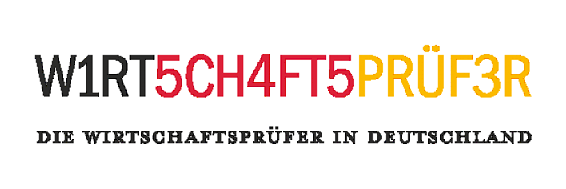 W1RT5CH4FT5PRÜF3R
DIE WIRTSCHAFTSPRÜFER IN DEUTSCHLAND